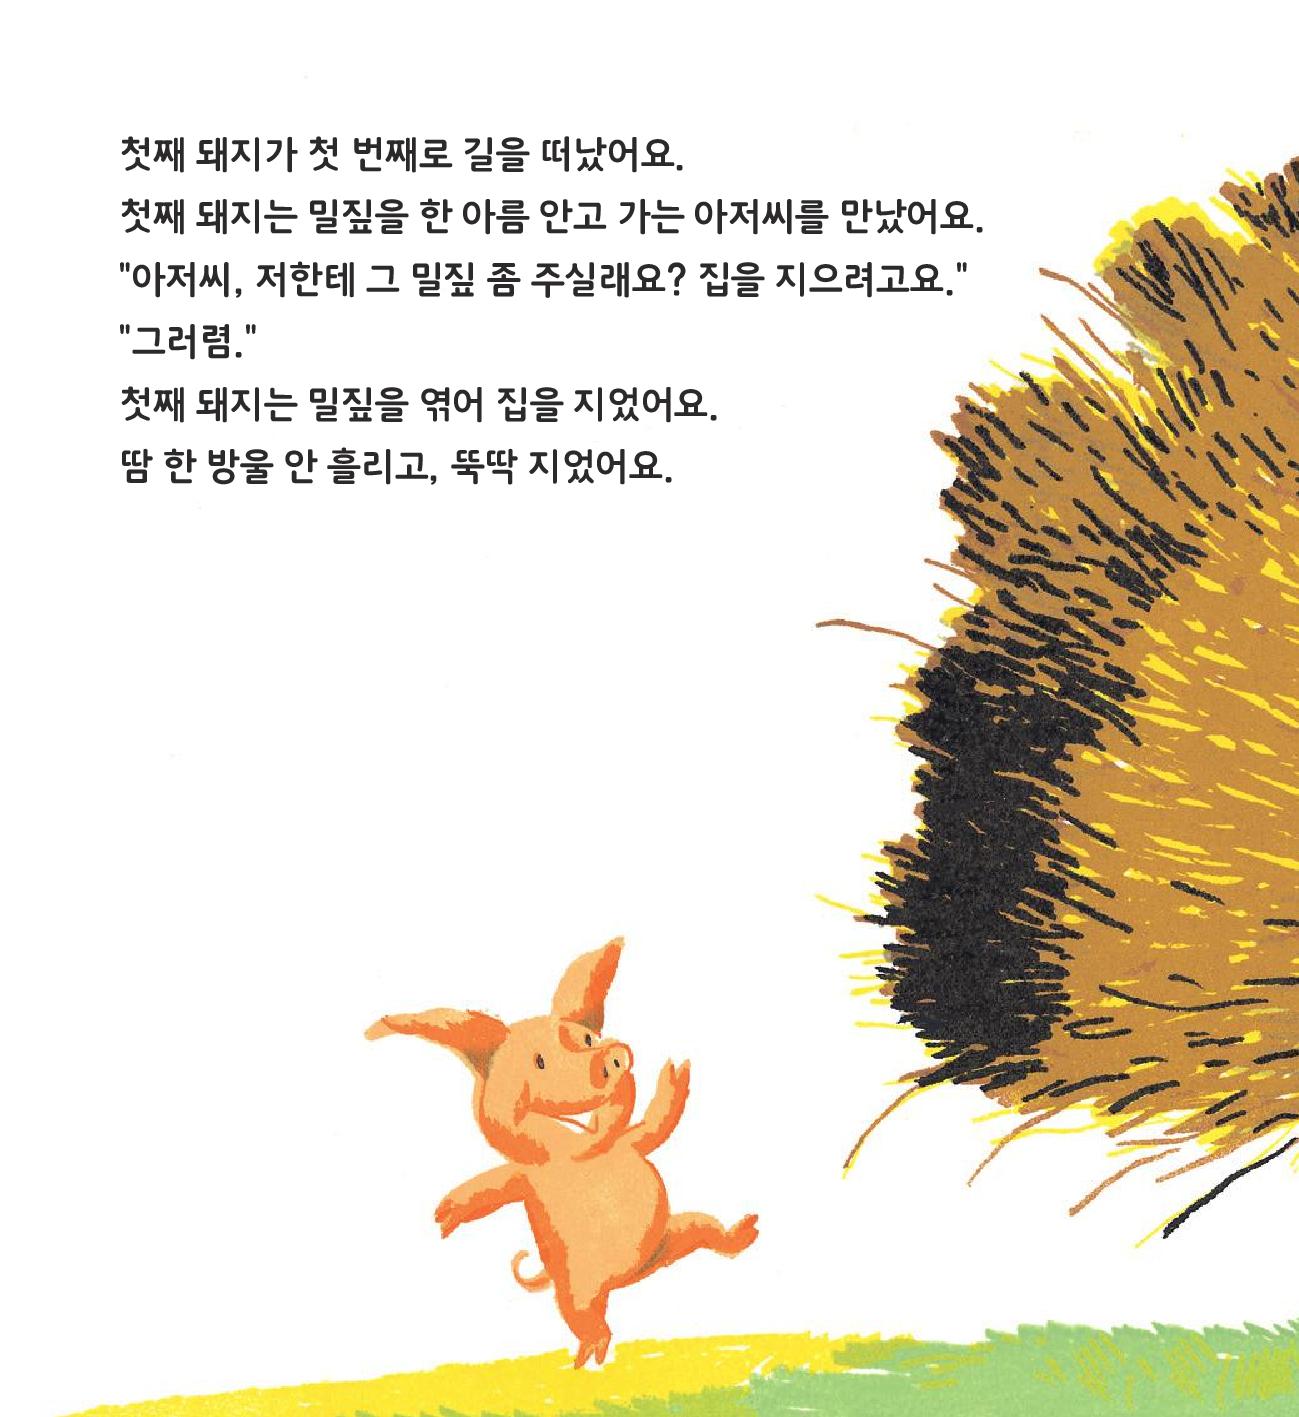 첫째 돼지가 첫 번째로 길을 떠났어요.
첫째 돼지는 밀짚을 한 아름 안고 가는 아저씨를 만났어요.
"아저씨, 저한테 그 밀짚 좀 주실래요? 집을 지으려고요."
"그러렴."
첫째 돼지는 밀짚을 엮어 집을 지었어요.
땀 한 방울 안 흘리고, 뚝딱 지었어요.